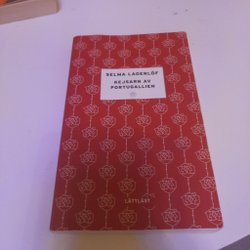 SELMA LAGERLÖF
KEJSARN AV
PORTUGALLIEN
LÄTTLÄST